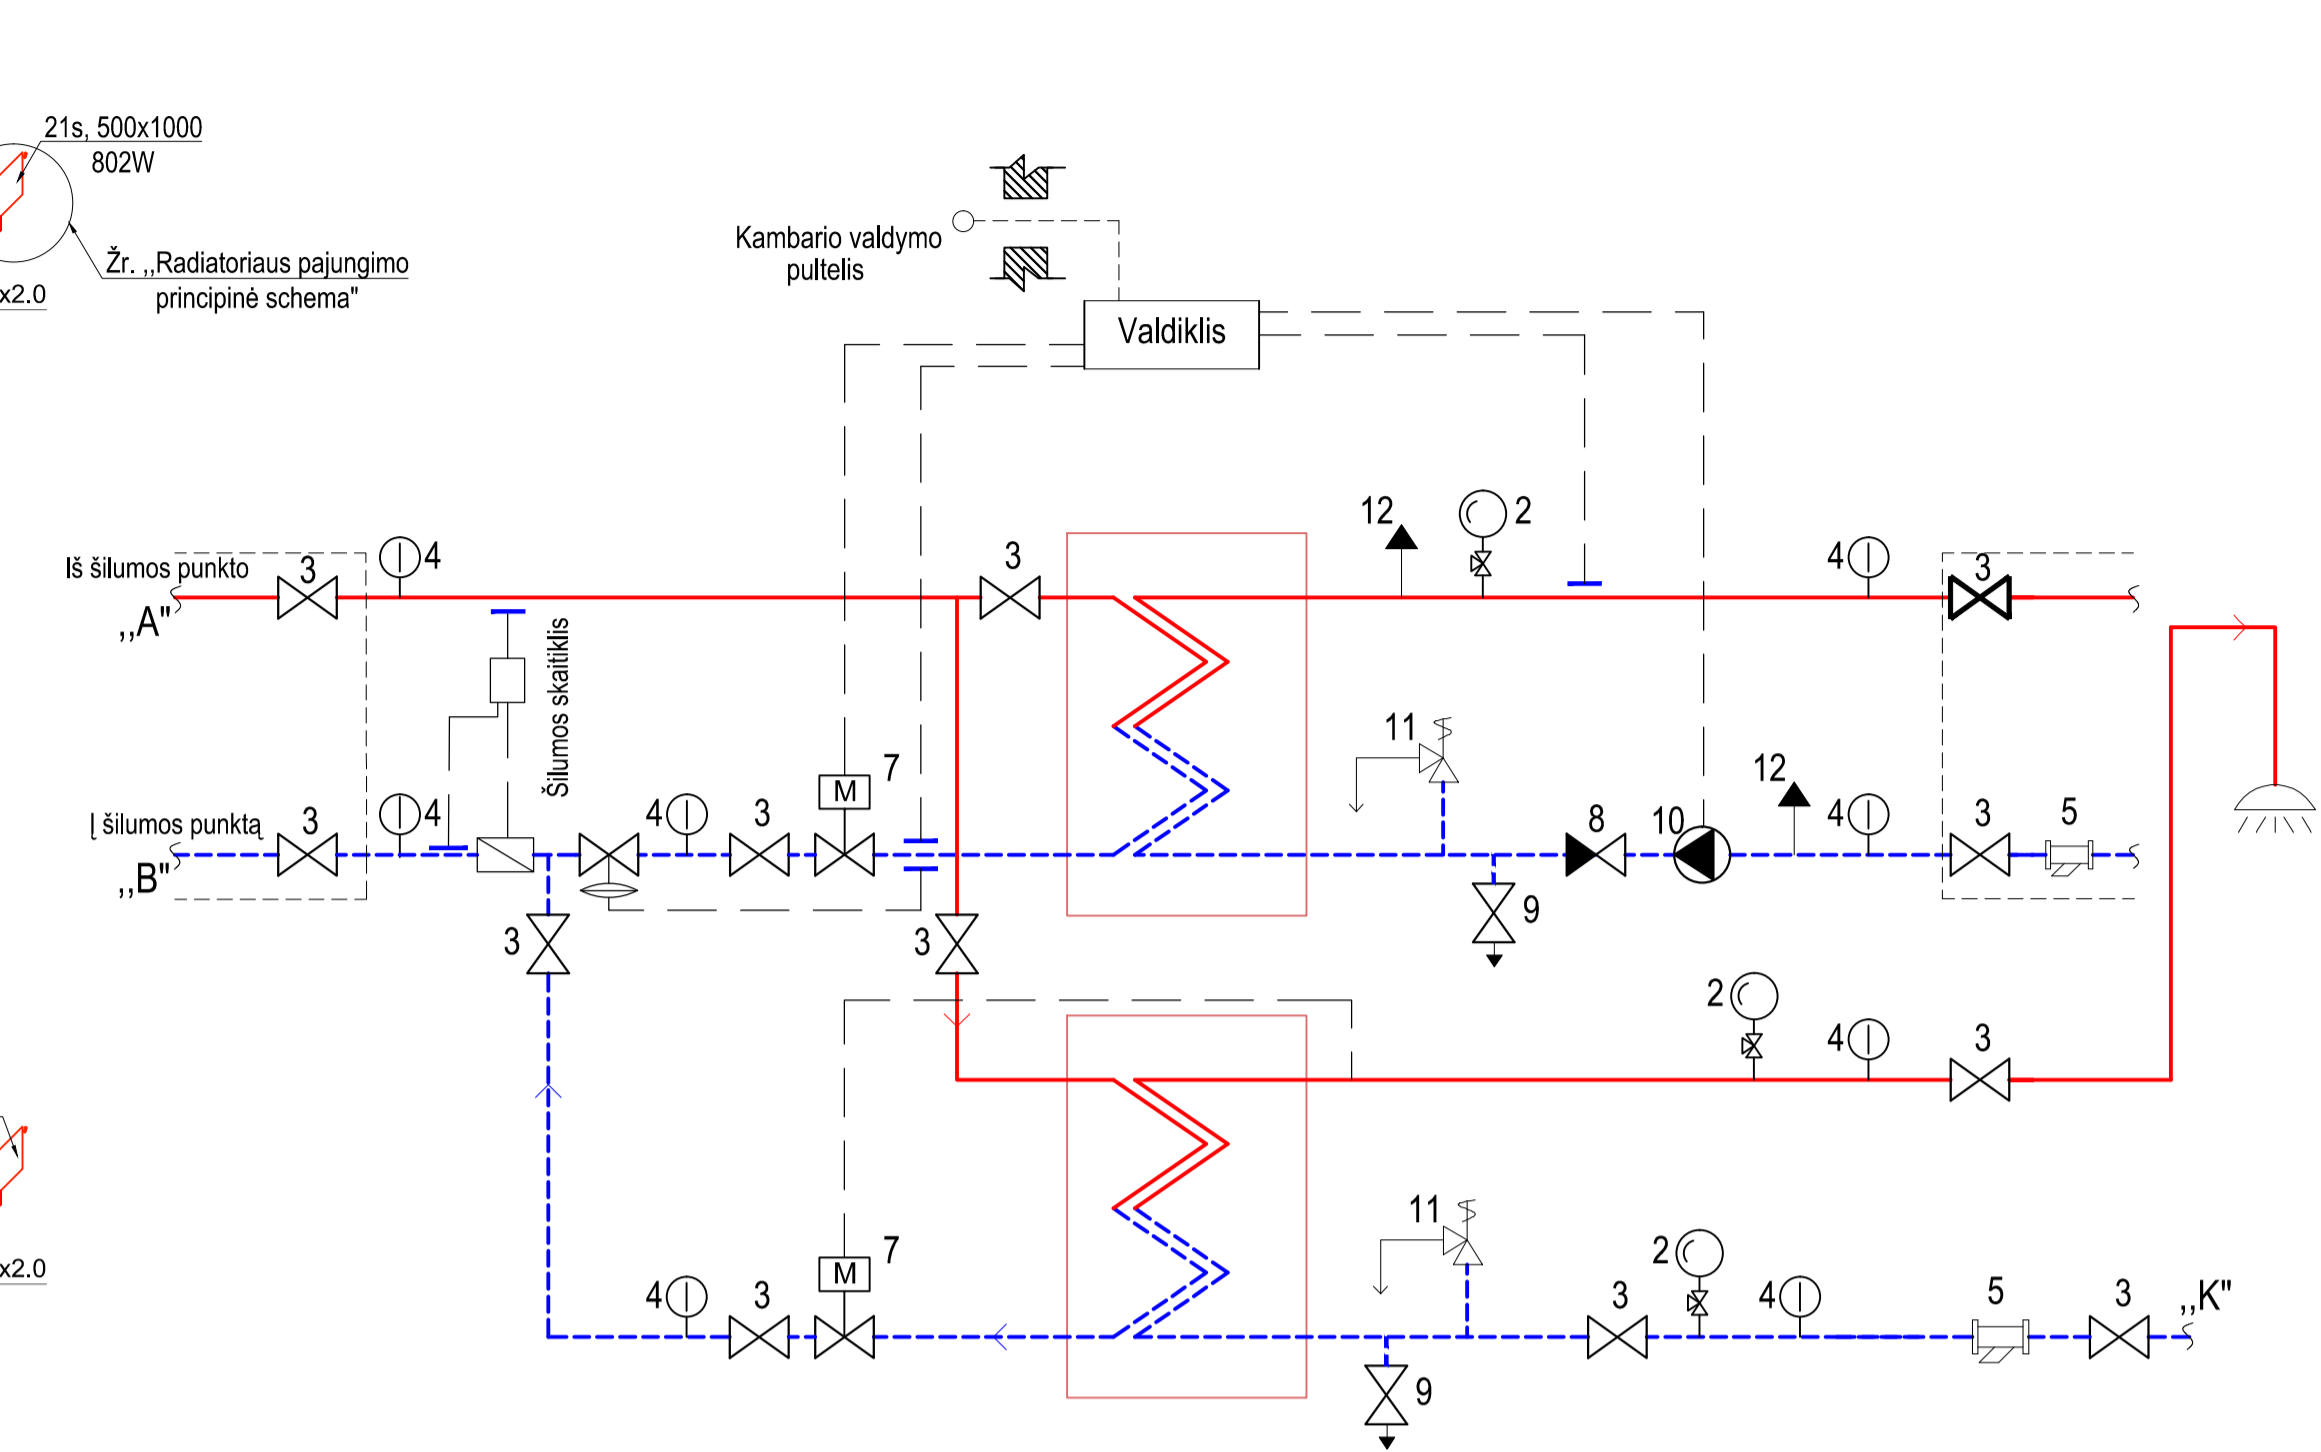 21s, 500x1000
802W
Žr. ,,Radiatoriaus pajungimo
principinė schema"
x2.0
Kambario valdymo
pultelis
Valdiklis
12
2
Iš šilumos punkto
,,A"
3
4
3
4
3
Šilumos skaitiklis
11
7
M
12
Į šilumos punktą
,,B"
3
4
4
3
8
10
4
3
5
3
3
9
2
4
3
x2.0
11
7
M
4
3
2
3
4
5
3
,,K"
9